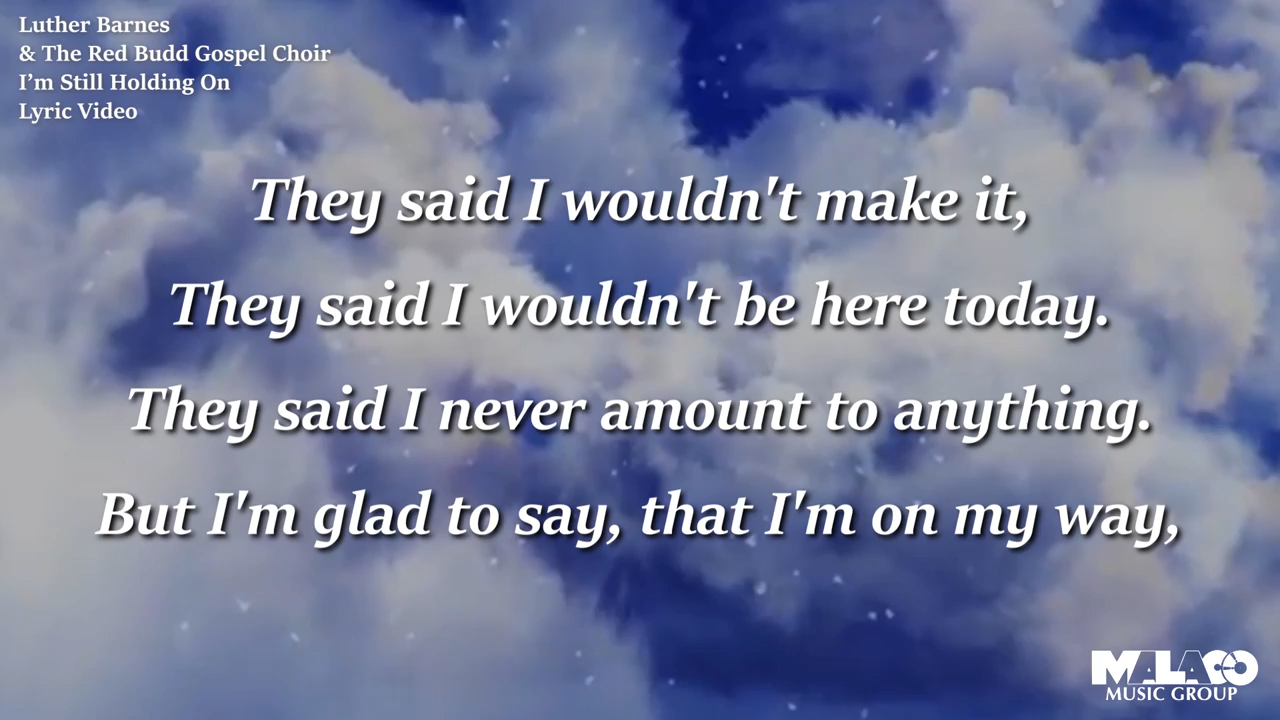 Luther Barnes
& The Red Budd Gospel Choir
I’m Still Holding On
Lyric Video
They said I wouldn't make it,
They said I wouldn't be here today.
They said I never amount to anything.
But I'm glad to say, that I'm on my way,
MALACO
MUSIC GROUP